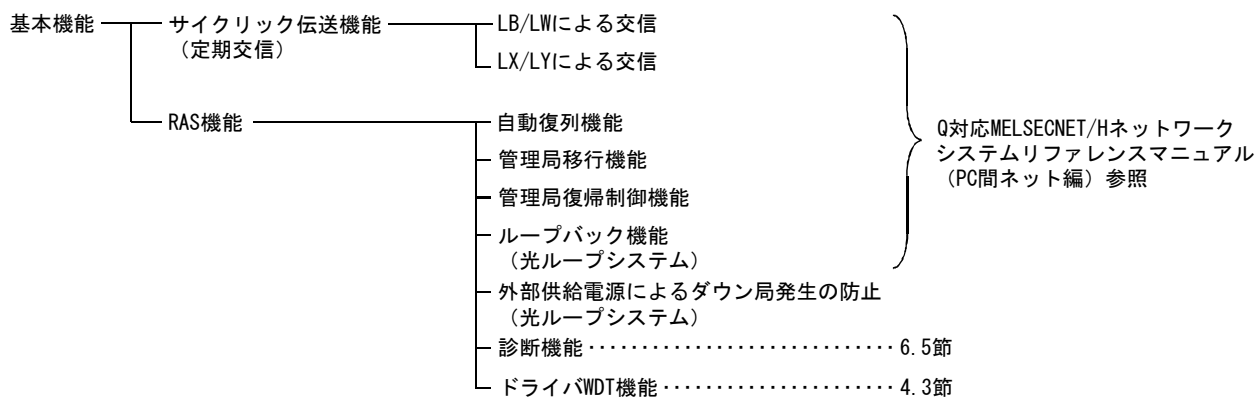 基本機能
サイクリック伝送機能
（定期交信）
LB/LWによる交信
LX/LYによる交信
RAS機能
自動復列機能
管理局移行機能
管理局復帰制御機能
ループバック機能
（光ループシステム）
外部供給電源によるダウン局発生の防止
（光ループシステム）
診断機能・・・・・・・・・・・・・・・・・・・・・・・・・・・・6.5節
ドライバWDT機能・・・・・・・・・・・・・・・・・・・・・4.3節
Q対応MELSECNET/Hネットワーク
システムリファレンスマニュアル
（PC間ネット編）参照